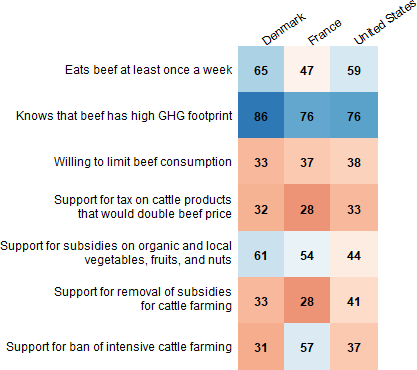 Denmark France United States
Eats beef at least once a week 65 47 59
Knows that beef has high GHG footprint 86 76 76
Willing to limit beef consumption 33 37 38
Support for tax on cattle products
that would double beef price 32 28 33
Support for subsidies on organic and local
vegetables, fruits, and nuts 61 54 44
Support for removal of subsidies
for cattle farming 33 28 41
Support for ban of intensive cattle farming 31 57 37